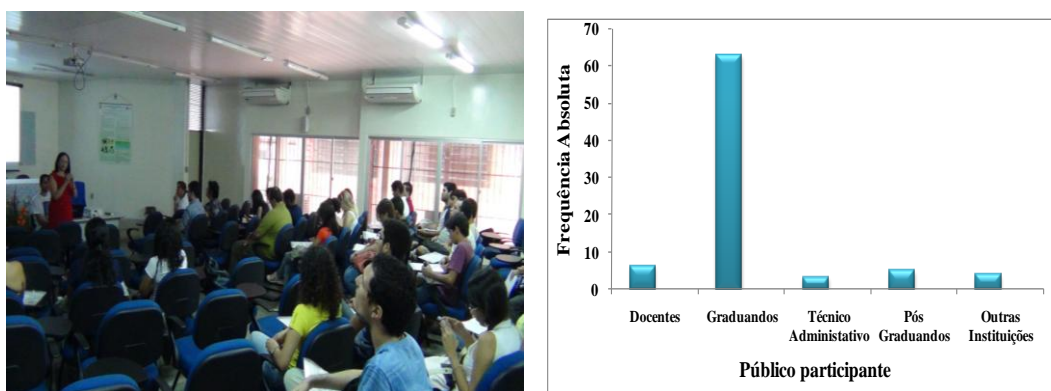 70
60
50
40
30
20
10
0
Frequência Absoluta
Docentes
Graduandos
Técnico
Administativo
Pós
Graduandos
Outras
Instituições
Público participante